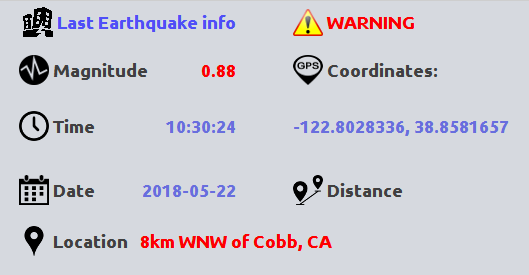 Last Earthquake info WARNING
Magnitude 0.88 GPS Coordinates:
Time 10:30:24 -122.8028336, 38.8581657
Date 2018-05-22 Distance
Location 8km WNW of Cobb, CA